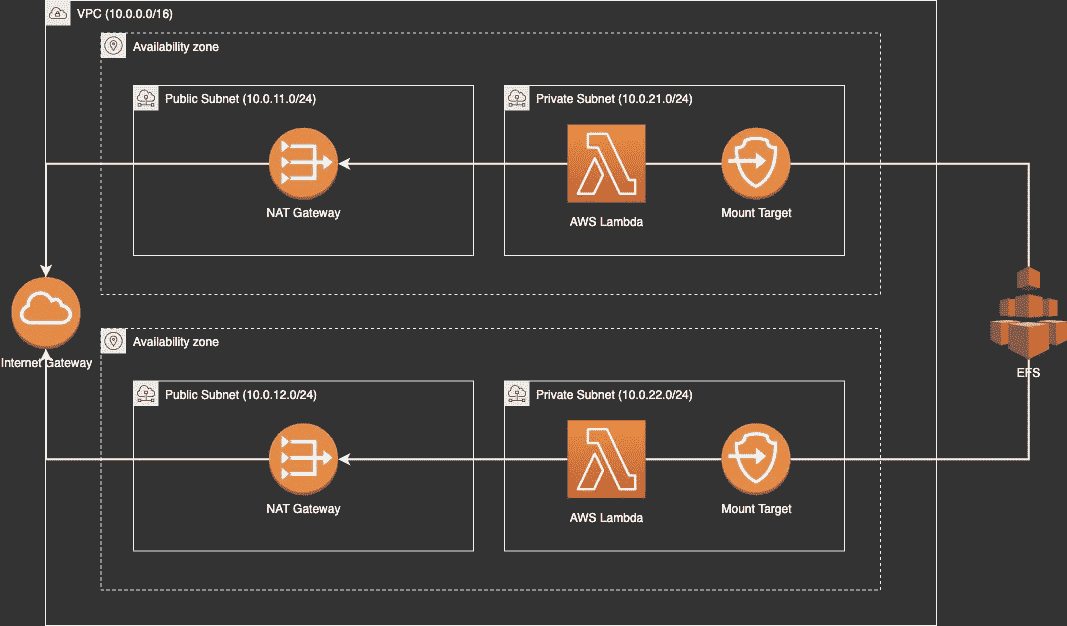 VPC (10.0.0.0/16)
Availability zone
Public Subnet (10.0.11.0/24)
Private Subnet (10.0.21.0/24)
NAT Gateway
AWS Lambda
Mount Target
Internet Gateway
EFS
Availability zone
Public Subnet (10.0.12.0/24)
Private Subnet (10.0.22.0/24)
NAT Gateway
AWS Lambda
Mount Target